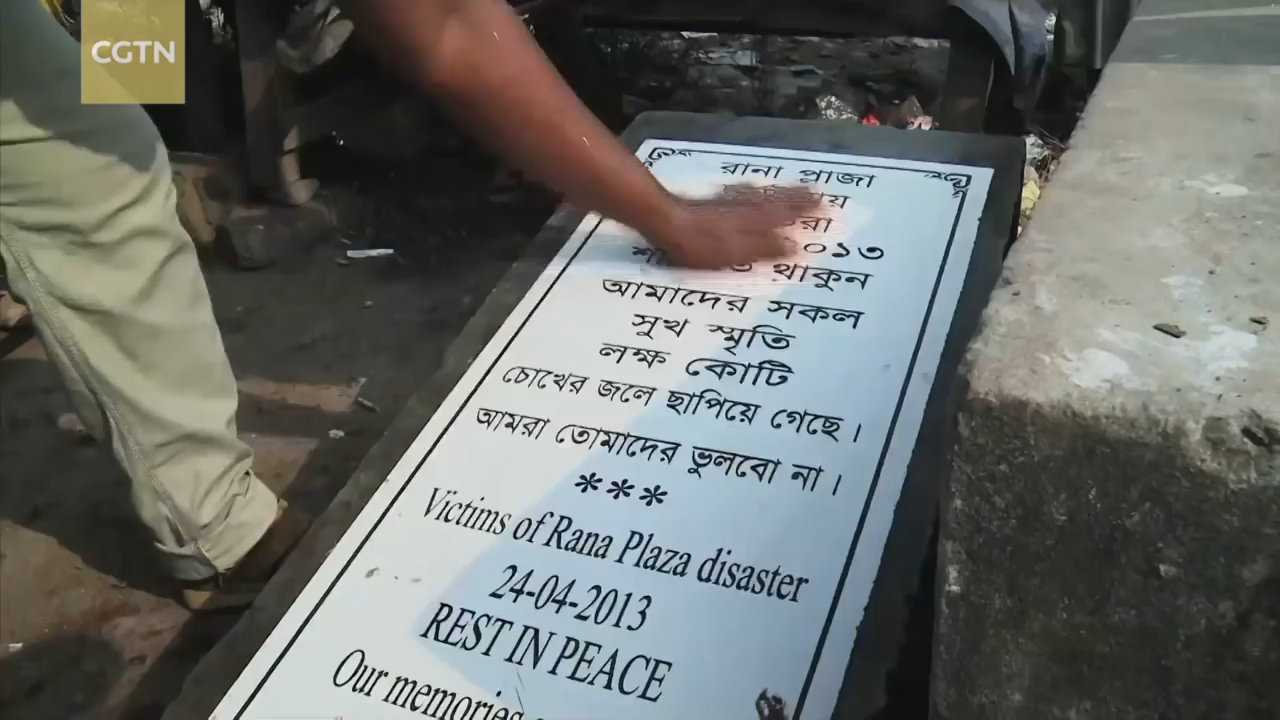 CGTN
রানা প্লাজা
২০১৩
থাকুন
আমাদের সকল
সুখ স্মৃতি
লক্ষ কোটি
চোখের জলে ছাপিয়ে গেছে।
আমরা তোমাদের ভুলবো না।
***
Victims of Rana Plaza disaster
24-04-2013
REST IN PEACE
Our memories